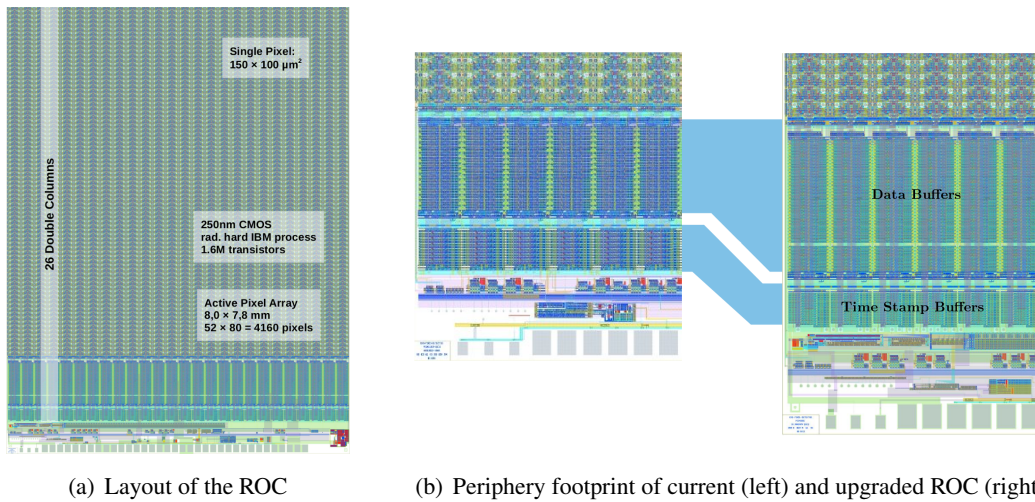 Single Pixel:
150 × 100 μm²
26 Double Columns
250nm CMOS
rad. hard IBM process
1.6M transistors
Active Pixel Array
8,0 × 7,8 mm
52 × 80 = 4160 pixels
Data Buffers
Time Stamp Buffers
(a) Layout of the ROC
(b) Periphery footprint of current (left) and upgraded ROC (right